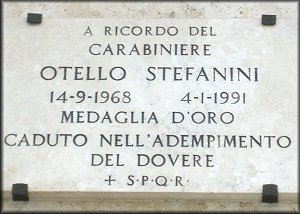 A RICORDO DEL
CARABINIERE
OTELLO STEFANINI
14-9-1968 4-1-1991
MEDAGLIA D'ORO
CADUTO NELL'ADEMPIMENTO
DEL DOVERE
+ S·P·Q·R·